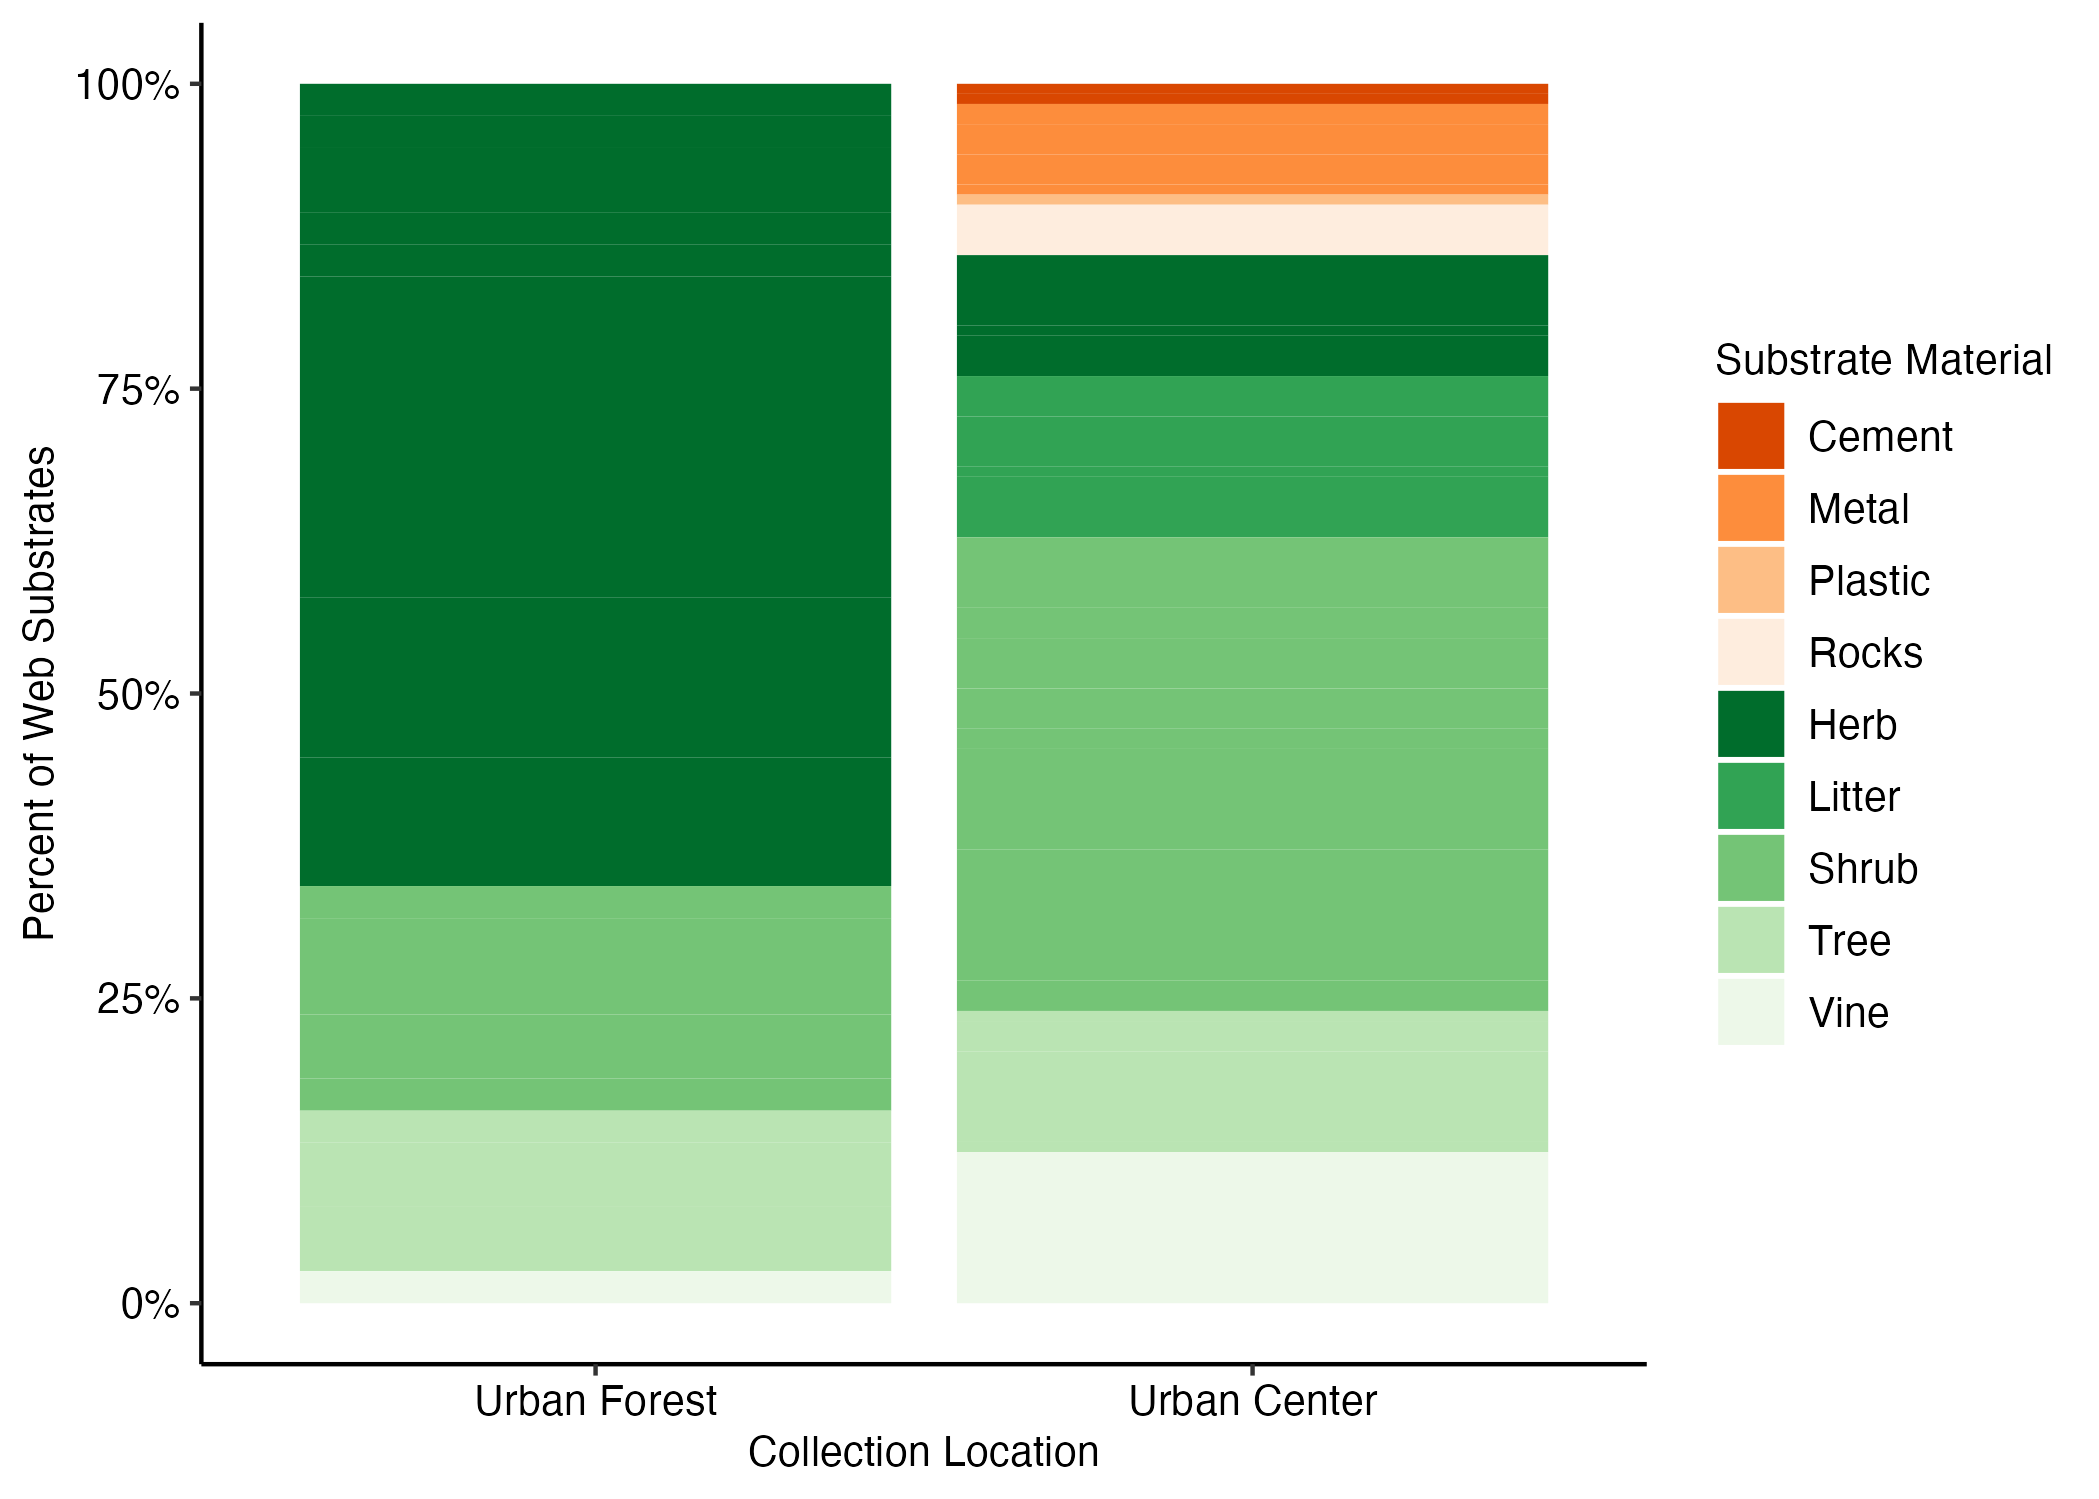 Percent of Web Substrates
100%
75%
50%
25%
0%
Urban Forest
Urban Center
Collection Location
Substrate Material
Cement
Metal
Plastic
Rocks
Herb
Litter
Shrub
Tree
Vine